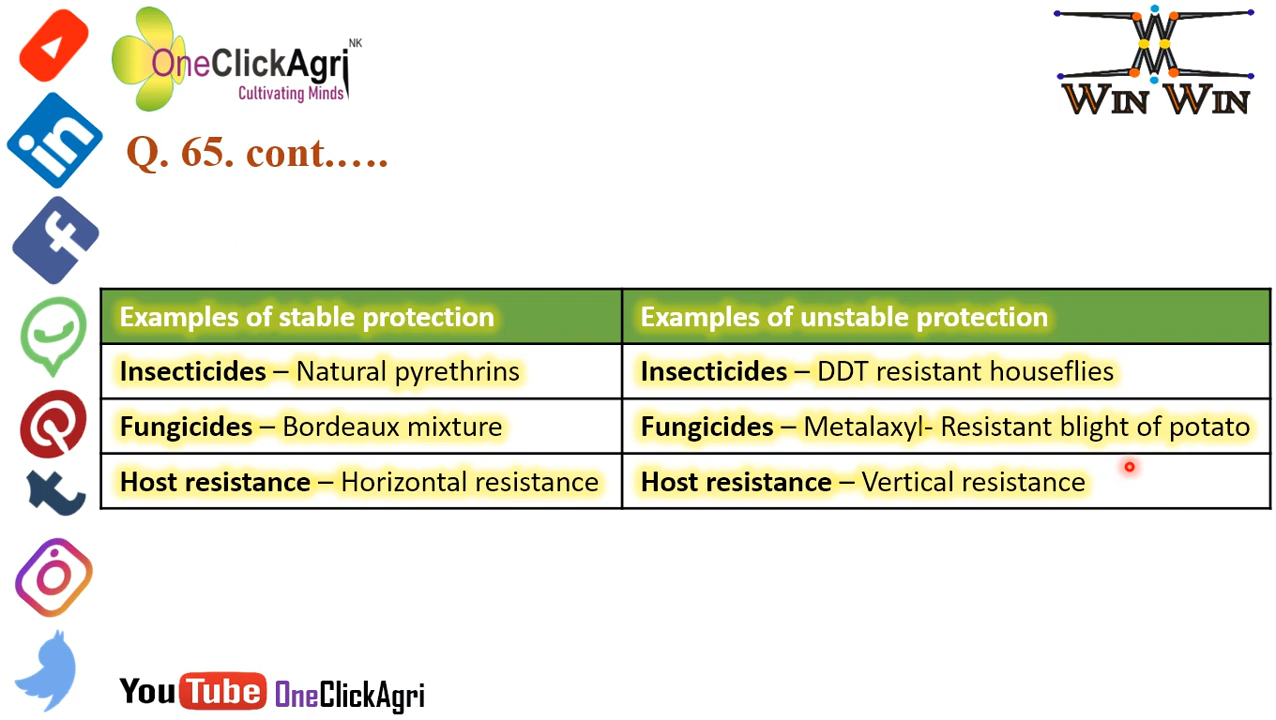 OneClickAgri NK
Cultivating Minds
WIN WIN
Q. 65. cont.....
Examples of stable protection
Examples of unstable protection
Insecticides – Natural pyrethrins
Insecticides – DDT resistant houseflies
Fungicides – Bordeaux mixture
Fungicides – Metalaxyl- Resistant blight of potato
Host resistance – Horizontal resistance
Host resistance – Vertical resistance
YouTube OneClickAgri